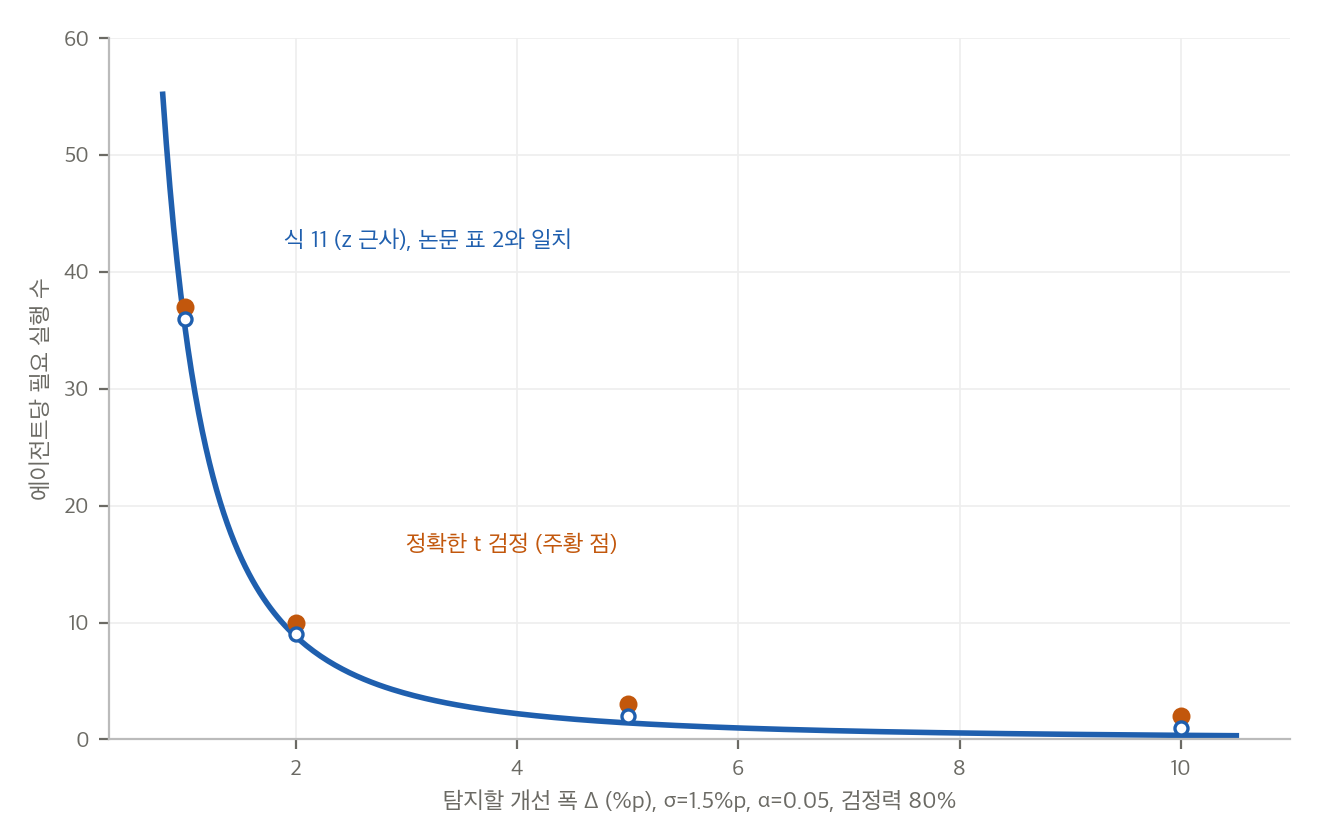 60
50
40
30
20
10
0
에이전트당 필요 실행 수
식 11 (z 근사), 논문 표 2와 일치
정확한 t 검정 (주황 점)
2 4 6 8 10
탐지할 개선 폭 Δ (%p), σ=1.5%p, α=0.05, 검정력 80%